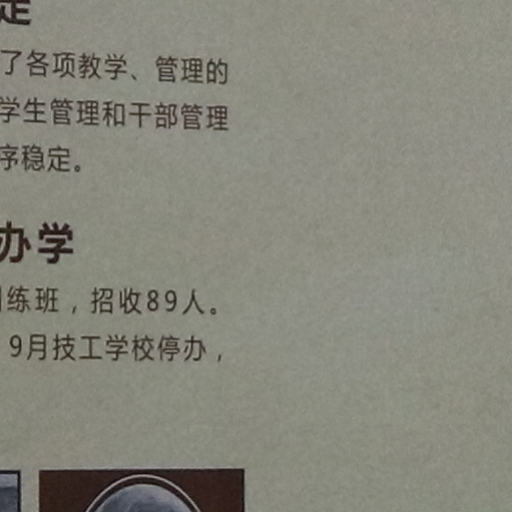 定
了各项教学、管理的
学生管理和干部管理
序稳定。
办学
练班，招收89人。
9月技工学校停办，